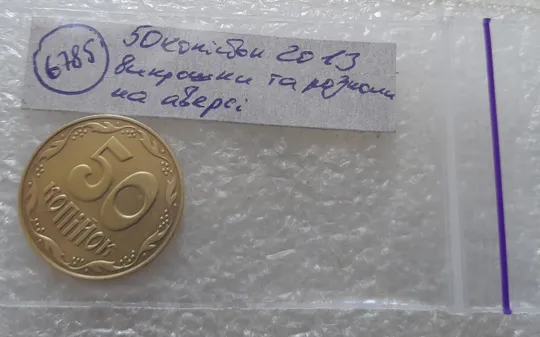 6785
50 копійок 2013
викрошки та розколи
на аверсі
50
КОПІЙОК